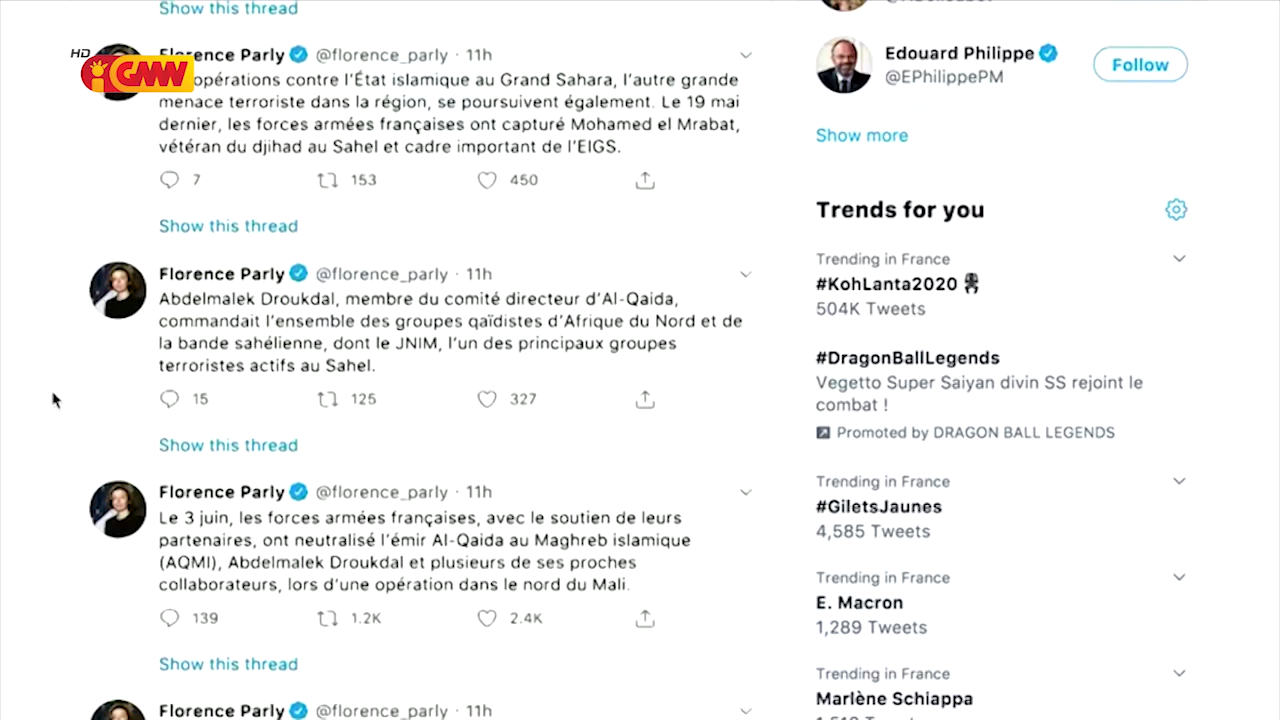 Show this thread
HD
iGMW
Florence Parly @florence_parly · 11h
opérations contre l'État islamique au Grand Sahara, l'autre grande
menace terroriste dans la région, se poursuivent également. Le 19 mai
dernier, les forces armées françaises ont capturé Mohamed el Mrabat,
vétéran du djihad au Sahel et cadre important de l'EIGS.
7 153 450
Show this thread
Florence Parly @florence_parly · 11h
Abdelmalek Droukdal, membre du comité directeur d'Al-Qaida,
commandait l'ensemble des groupes qaïdistes d'Afrique du Nord et de
la bande sahélienne, dont le JNIM, l'un des principaux groupes
terroristes actifs au Sahel.
15 125 327
Show this thread
Florence Parly @florence_parly · 11h
Le 3 juin, les forces armées françaises, avec le soutien de leurs
partenaires, ont neutralisé l'émir Al-Qaida au Maghreb islamique
(AQMI), Abdelmalek Droukdal et plusieurs de ses proches
collaborateurs, lors d'une opération dans le nord du Mali.
139 1.2K 2.4K
Show this thread
Florence Parly @florence_parly · 11h
Edouard Philippe
@EPhilippePM
Follow
Show more
Trends for you
Trending in France
#KohLanta2020
504K Tweets
#DragonBallLegends
Vegetto Super Saiyan divin SS rejoint le
combat !
Promoted by DRAGON BALL LEGENDS
Trending in France
#GiletsJaunes
4,585 Tweets
Trending in France
E. Macron
1,289 Tweets
Trending in France
Marlène Schiappa